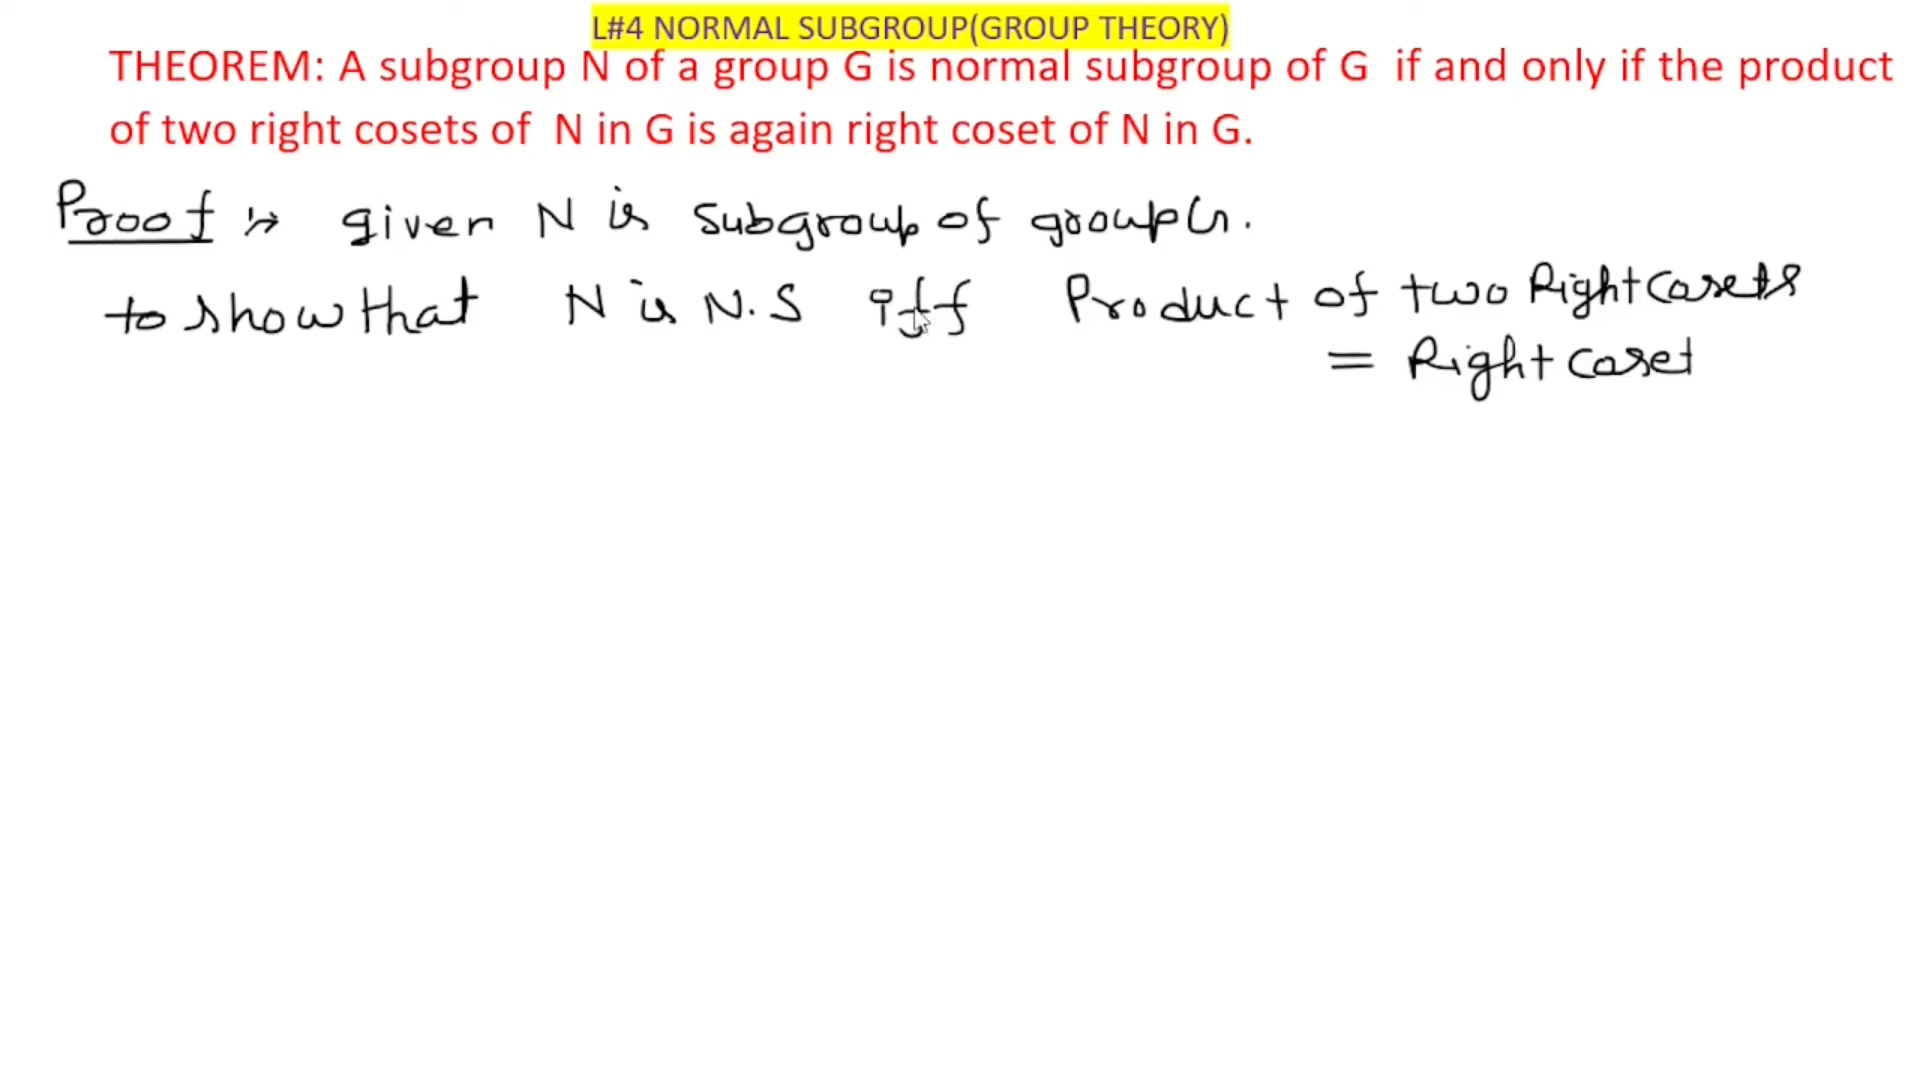 L#4 NORMAL SUBGROUP(GROUP THEORY)
THEOREM: A subgroup N of a group G is normal subgroup of G if and only if the product
of two right cosets of N in G is again right coset of N in G.
Proof :→ given N is subgroup of group G.
to show that N is N.S iff Product of two Right Cosets
= Right Coset